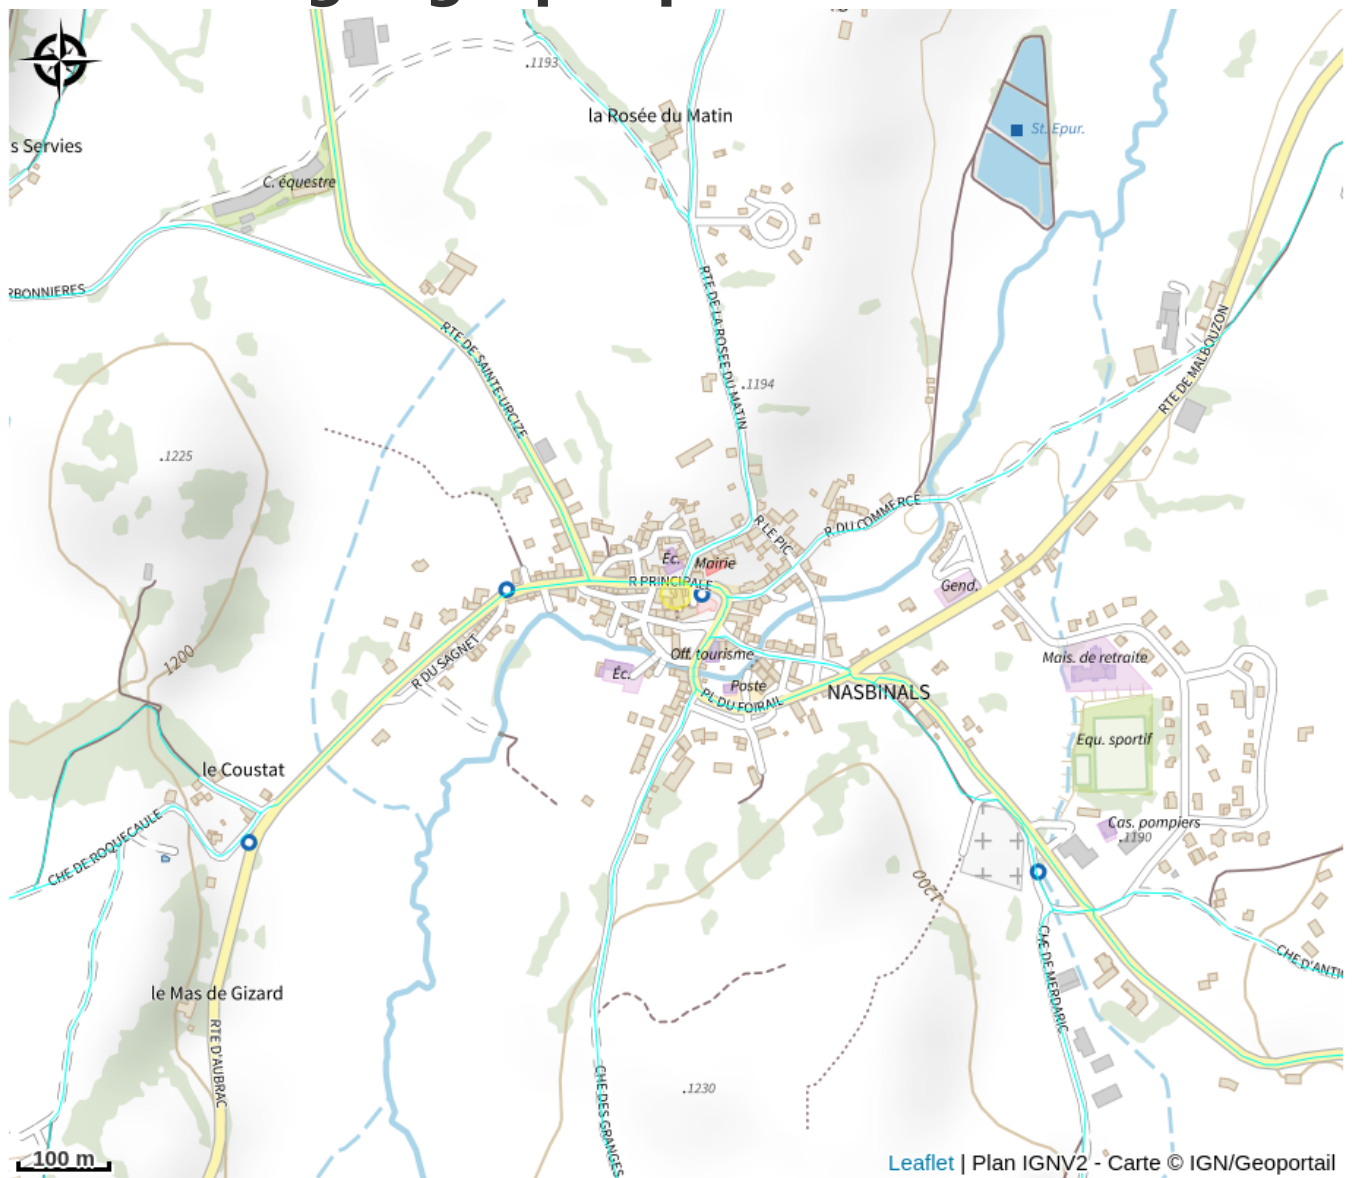 .1193
la Rosée du Matin
St. Epur.
s Servies
C. équestre
RBONNIERES
RTE DE LA ROSEE DU MATIN
RTE DE SAINTE-URCIZE
RTE DE MALBOUZON
.1194
.1225
R DU COMMERCE
R LE PIC
Éc.
Mairie
R PRINCIPALE
Gend.
Off. tourisme
Mais. de retraite
1200
R DU SAGNET
Éc.
Poste
NASBINALS
PL DU FOIRAIL
Equ. sportif
le Coustat
Cas. pompiers
.1190
CHE DE ROQUECAULE
1200
CHE D'ANTI
CHE DE MERDARIC
le Mas de Gizard
RTE D'AUBRAC
CHE DES GRANGES
.1230
100 m
Leaflet | Plan IGNV2 - Carte © IGN/Geoportail